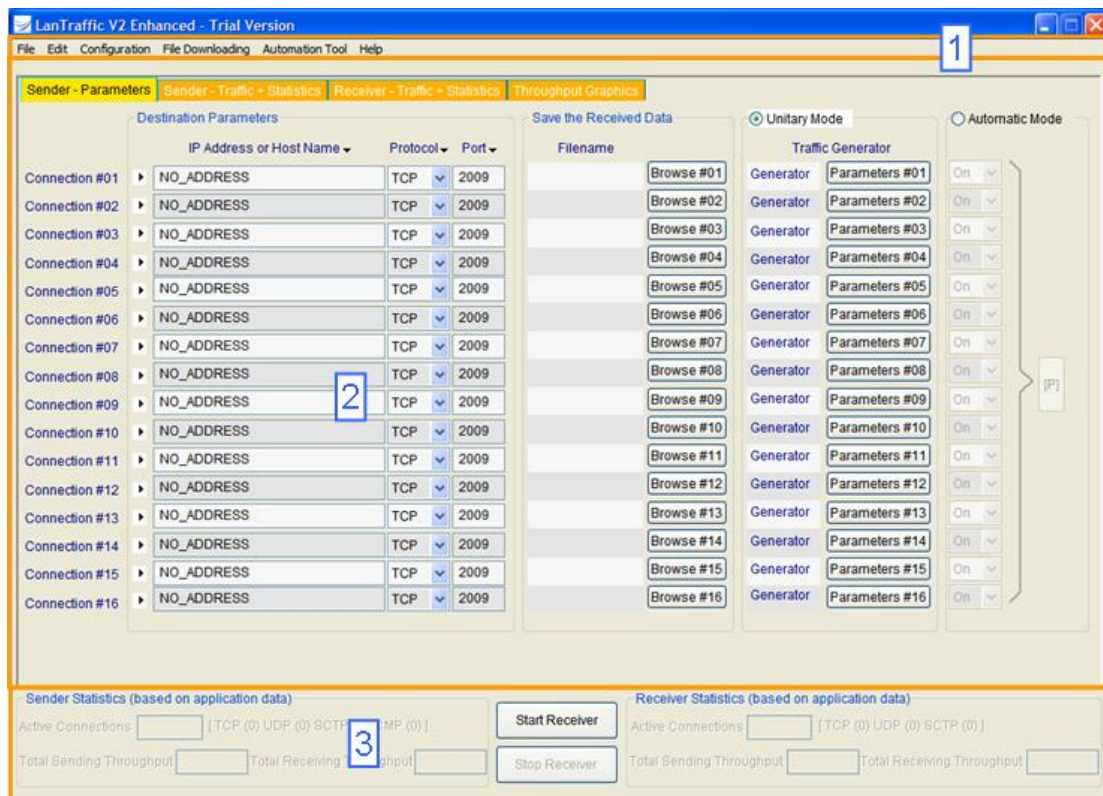 LanTraffic V2 Enhanced - Trial Version
File Edit Configuration File Downloading Automation Tool Help
1
Sender - Parameters Sender - Traffic + Statistics Receiver - Traffic + Statistics Throughput Graphics
Destination Parameters Save the Received Data Unitary Mode Automatic Mode
IP Address or Host Name Protocol Port Filename Traffic Generator
Connection #01 NO_ADDRESS TCP 2009 Browse #01 Generator Parameters #01 On
Connection #02 NO_ADDRESS TCP 2009 Browse #02 Generator Parameters #02 On
Connection #03 NO_ADDRESS TCP 2009 Browse #03 Generator Parameters #03 On
Connection #04 NO_ADDRESS TCP 2009 Browse #04 Generator Parameters #04 On
Connection #05 NO_ADDRESS TCP 2009 Browse #05 Generator Parameters #05 On
Connection #06 NO_ADDRESS TCP 2009 Browse #06 Generator Parameters #06 On
Connection #07 NO_ADDRESS TCP 2009 Browse #07 Generator Parameters #07 On
Connection #08 NO_ADDRESS TCP 2009 Browse #08 Generator Parameters #08 On
[P]
2
Connection #09 NO_ADDRESS TCP 2009 Browse #09 Generator Parameters #09 On
Connection #10 NO_ADDRESS TCP 2009 Browse #10 Generator Parameters #10 On
Connection #11 NO_ADDRESS TCP 2009 Browse #11 Generator Parameters #11 On
Connection #12 NO_ADDRESS TCP 2009 Browse #12 Generator Parameters #12 On
Connection #13 NO_ADDRESS TCP 2009 Browse #13 Generator Parameters #13 On
Connection #14 NO_ADDRESS TCP 2009 Browse #14 Generator Parameters #14 On
Connection #15 NO_ADDRESS TCP 2009 Browse #15 Generator Parameters #15 On
Connection #16 NO_ADDRESS TCP 2009 Browse #16 Generator Parameters #16 On
Sender Statistics (based on application data) Receiver Statistics (based on application data)
Active Connections [ TCP (0) UDP (0) SCTP MP (0) ] Start Receiver Active Connections [ TCP (0) UDP (0) SCTP (0) ]
3
Total Sending Throughput Total Receiving Throughput Stop Receiver Total Sending Throughput Total Receiving Throughput